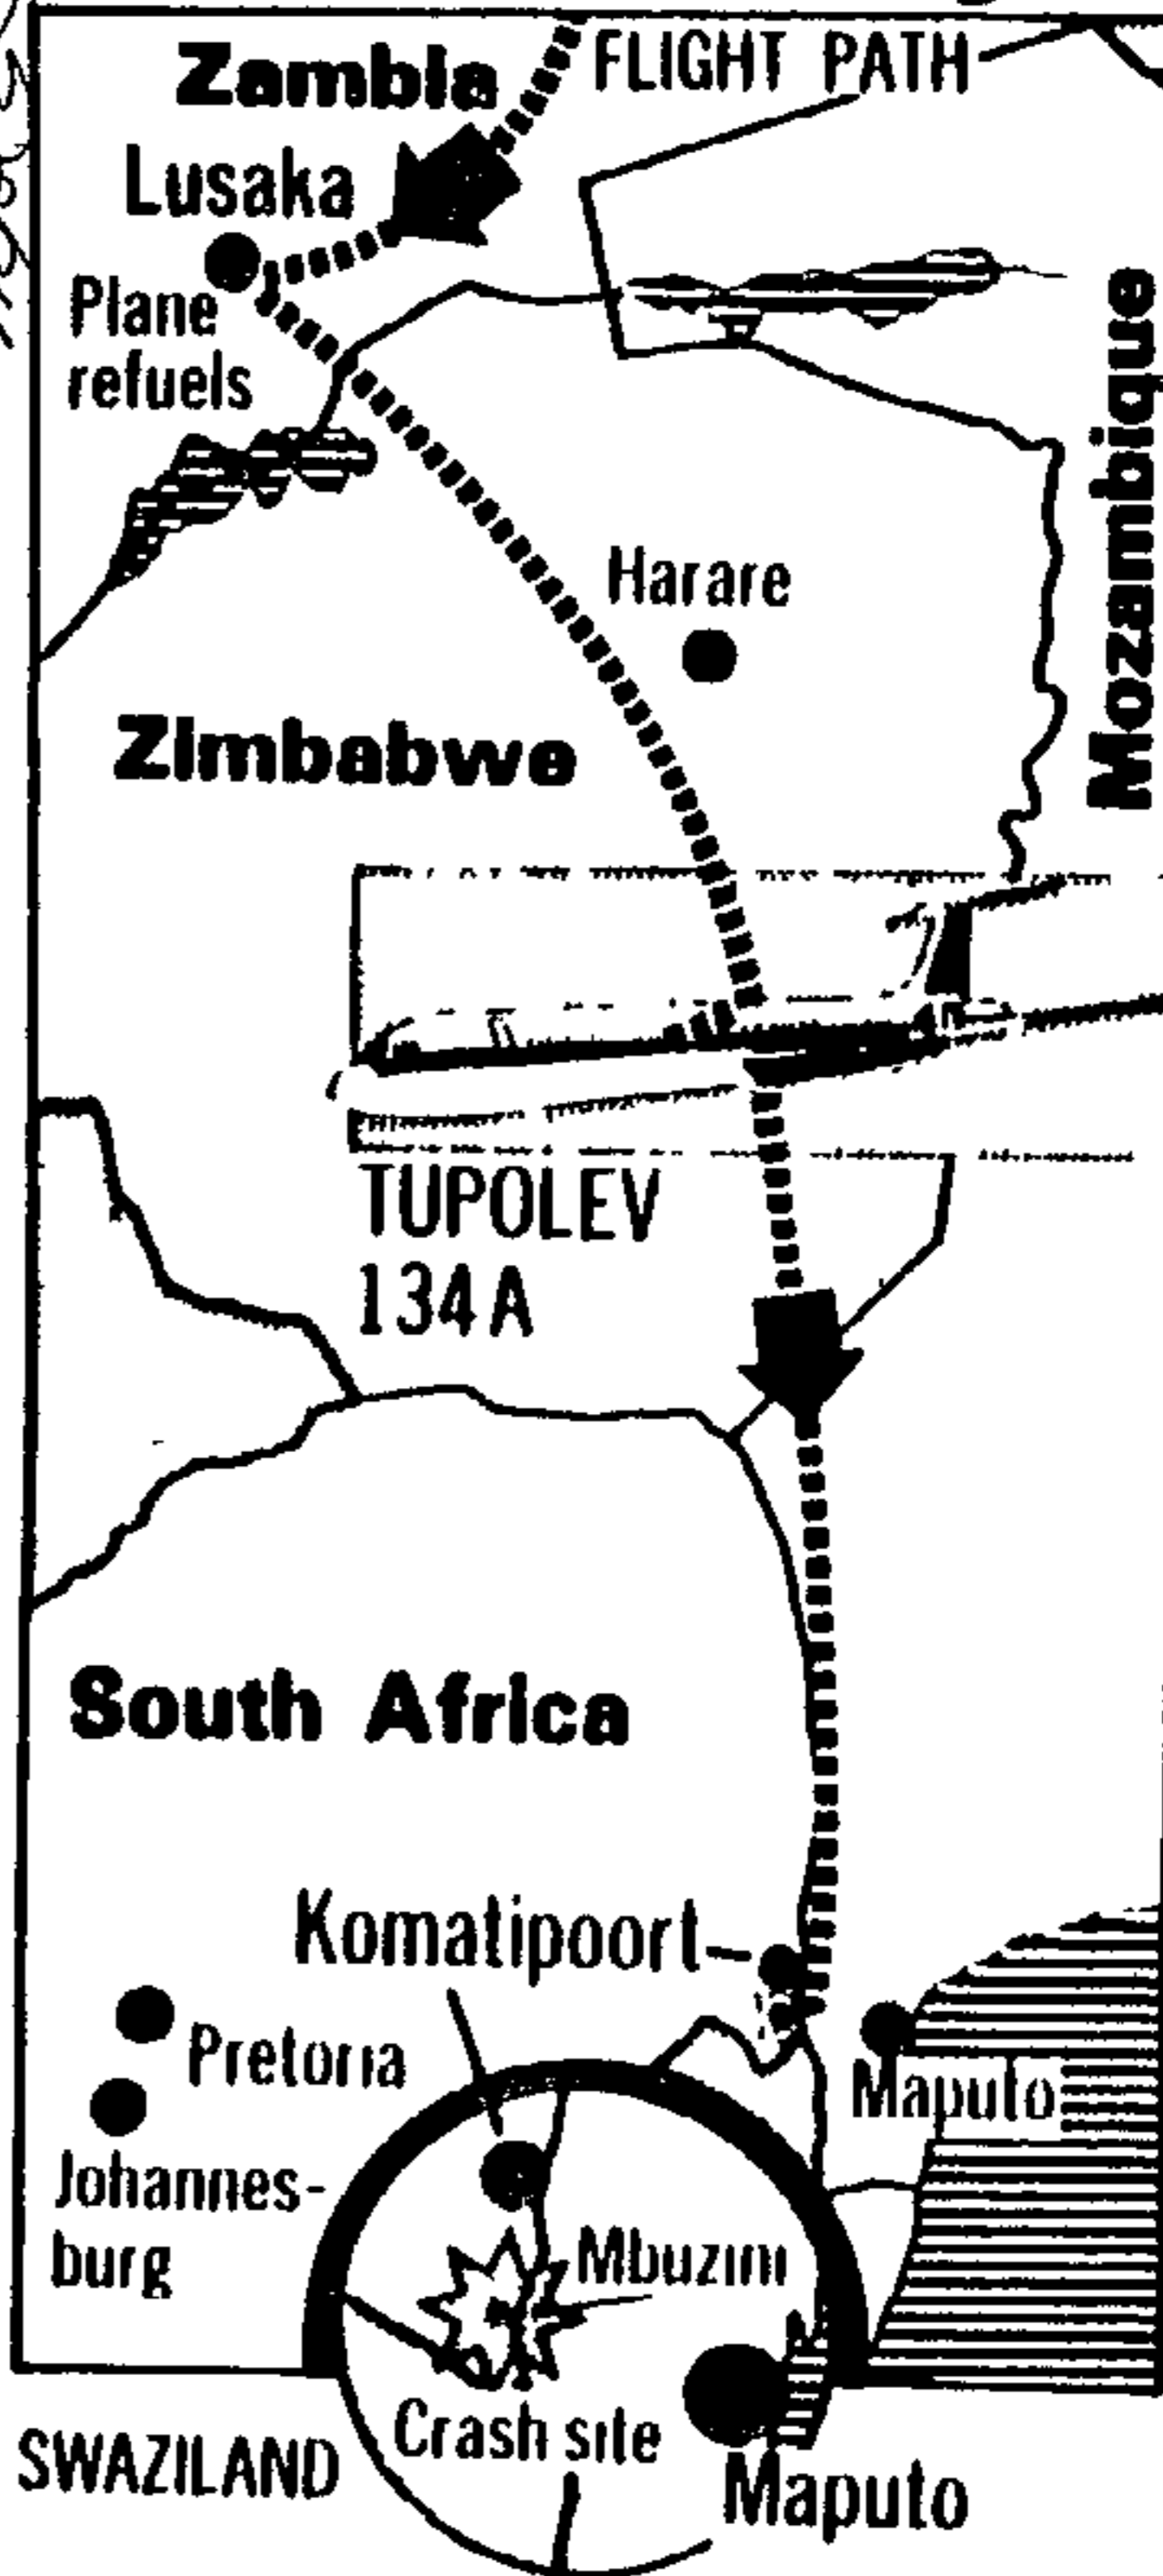 FLIGHT PATH
Zambia
Lusaka
Plane
refuels
Mozambique
Harare
Zimbabwe
TUPOLEV
134A
South Africa
Komatipoort
Pretoria
Maputo
Johannes-
burg
Mbuzini
Crash site
SWAZILAND
Maputo